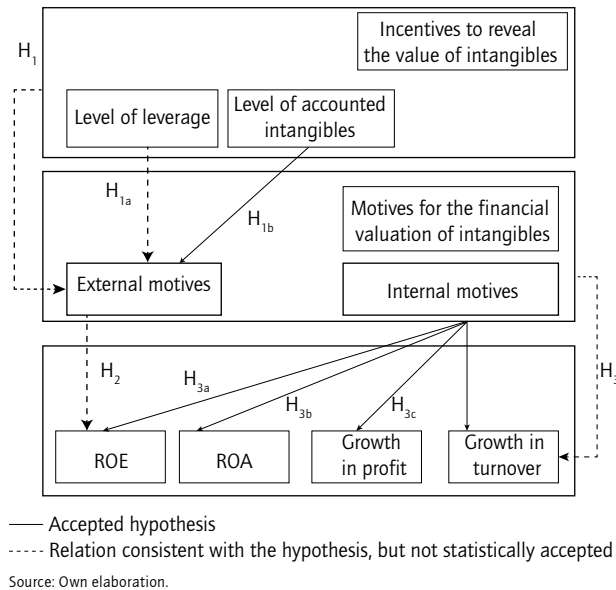 Incentives to reveal
the value of intangibles
H1
Level of leverage
Level of accounted
intangibles
H1a
H1b
Motives for the financial
valuation of intangibles
External motives
Internal motives
H2
H3
H3a
H3b
H3c
ROE
ROA
Growth
in profit
Growth in
turnover
Accepted hypothesis
Relation consistent with the hypothesis, but not statistically accepted
Source: Own elaboration.